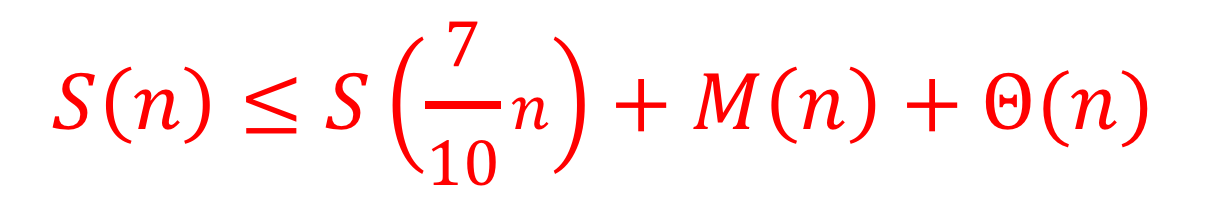 S(n) ≤ S(7/10 n) + M(n) + Θ(n)